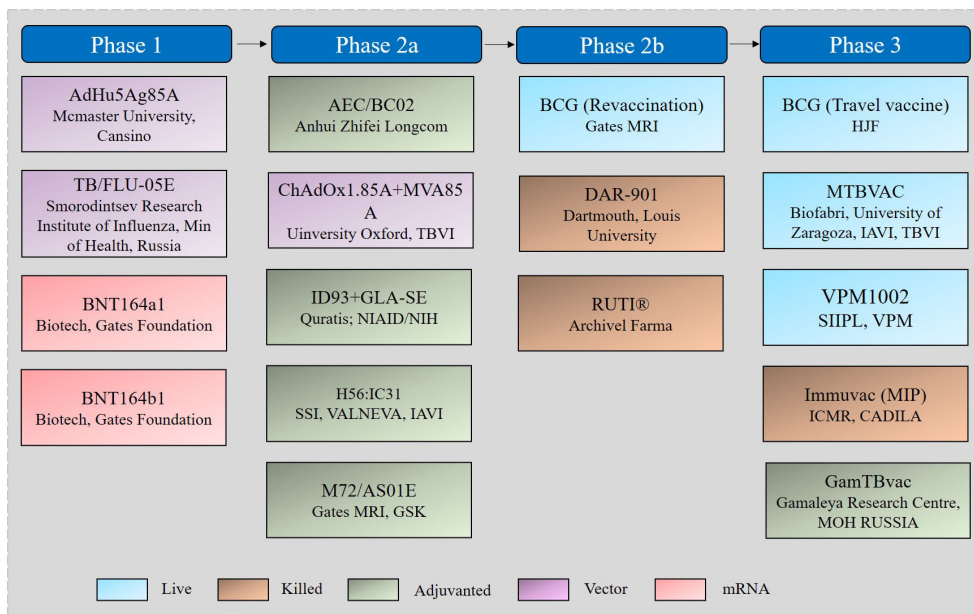 Phase 1
Phase 2a
Phase 2b
Phase 3
AdHu5Ag85A
Mcmaster University,
Cansino
TB/FLU-05E
Smorodintsev Research
Institute of Influenza, Min
of Health, Russia
BNT164a1
Biotech, Gates Foundation
BNT164b1
Biotech, Gates Foundation
AEC/BC02
Anhui Zhifei Longcom
ChAdOx1.85A+MVA85
A
Uinversity Oxford, TBVI
ID93+GLA-SE
Quratis; NIAID/NIH
H56:IC31
SSI, VALNEVA, IAVI
M72/AS01E
Gates MRI, GSK
BCG (Revaccination)
Gates MRI
DAR-901
Dartmouth, Louis
University
RUTI®
Archivel Farma
BCG (Travel vaccine)
HJF
MTBVAC
Biofabri, University of
Zaragoza, IAVI, TBVI
VPM1002
SIIPL, VPM
Immuvac (MIP)
ICMR, CADILA
GamTBvac
Gamaleya Research Centre,
MOH RUSSIA
Live
Killed
Adjuvanted
Vector
mRNA